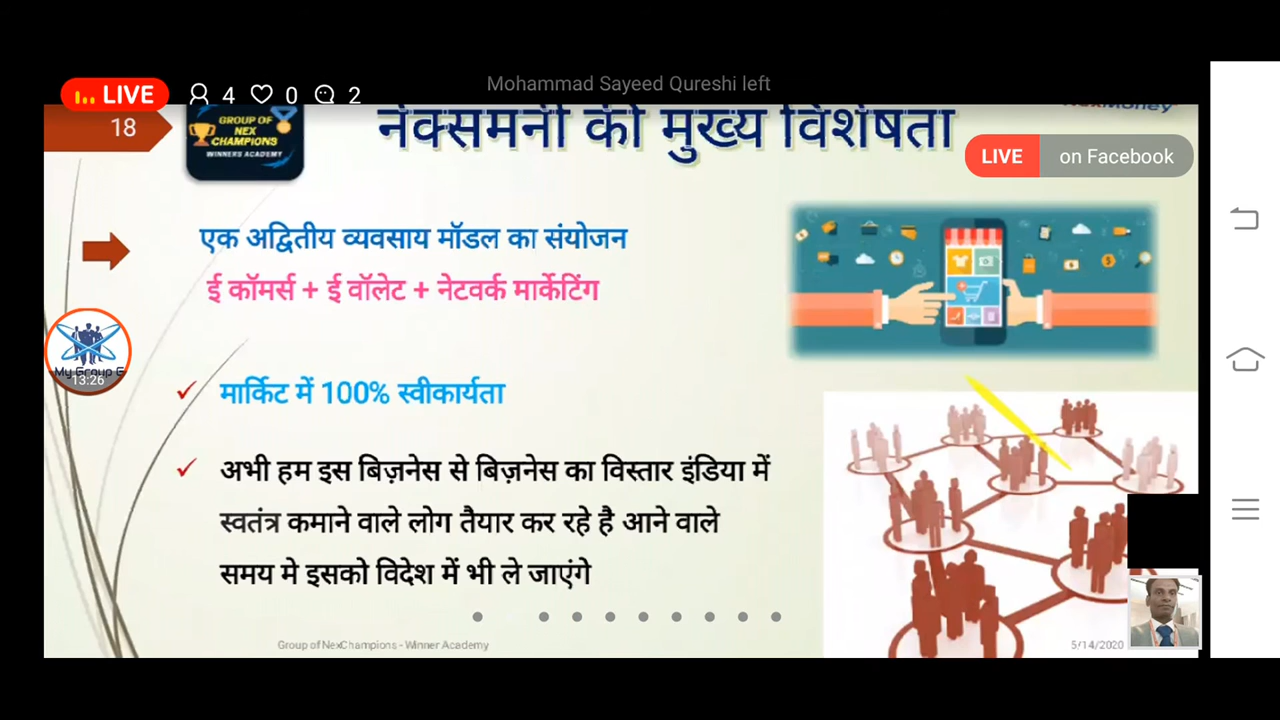 Mohammad Sayeed Qureshi left
LIVE 4 0 2
18
GROUP OF
NEX
CHAMPIONS
WINNERS ACADEMY
नेक्समनी की मुख्य विशेषता
LIVE on Facebook
एक अद्वितीय व्यवसाय मॉडल का संयोजन
ई कॉमर्स + ई वॉलेट + नेटवर्क मार्केटिंग
My Group G
13:26
मार्किट में 100% स्वीकार्यता
अभी हम इस बिज़नेस से बिज़नेस का विस्तार इंडिया में
स्वतंत्र कमाने वाले लोग तैयार कर रहे है आने वाले
समय मे इसको विदेश में भी ले जाएंगे
Group of NexChampions - Winner Academy
5/14/2020